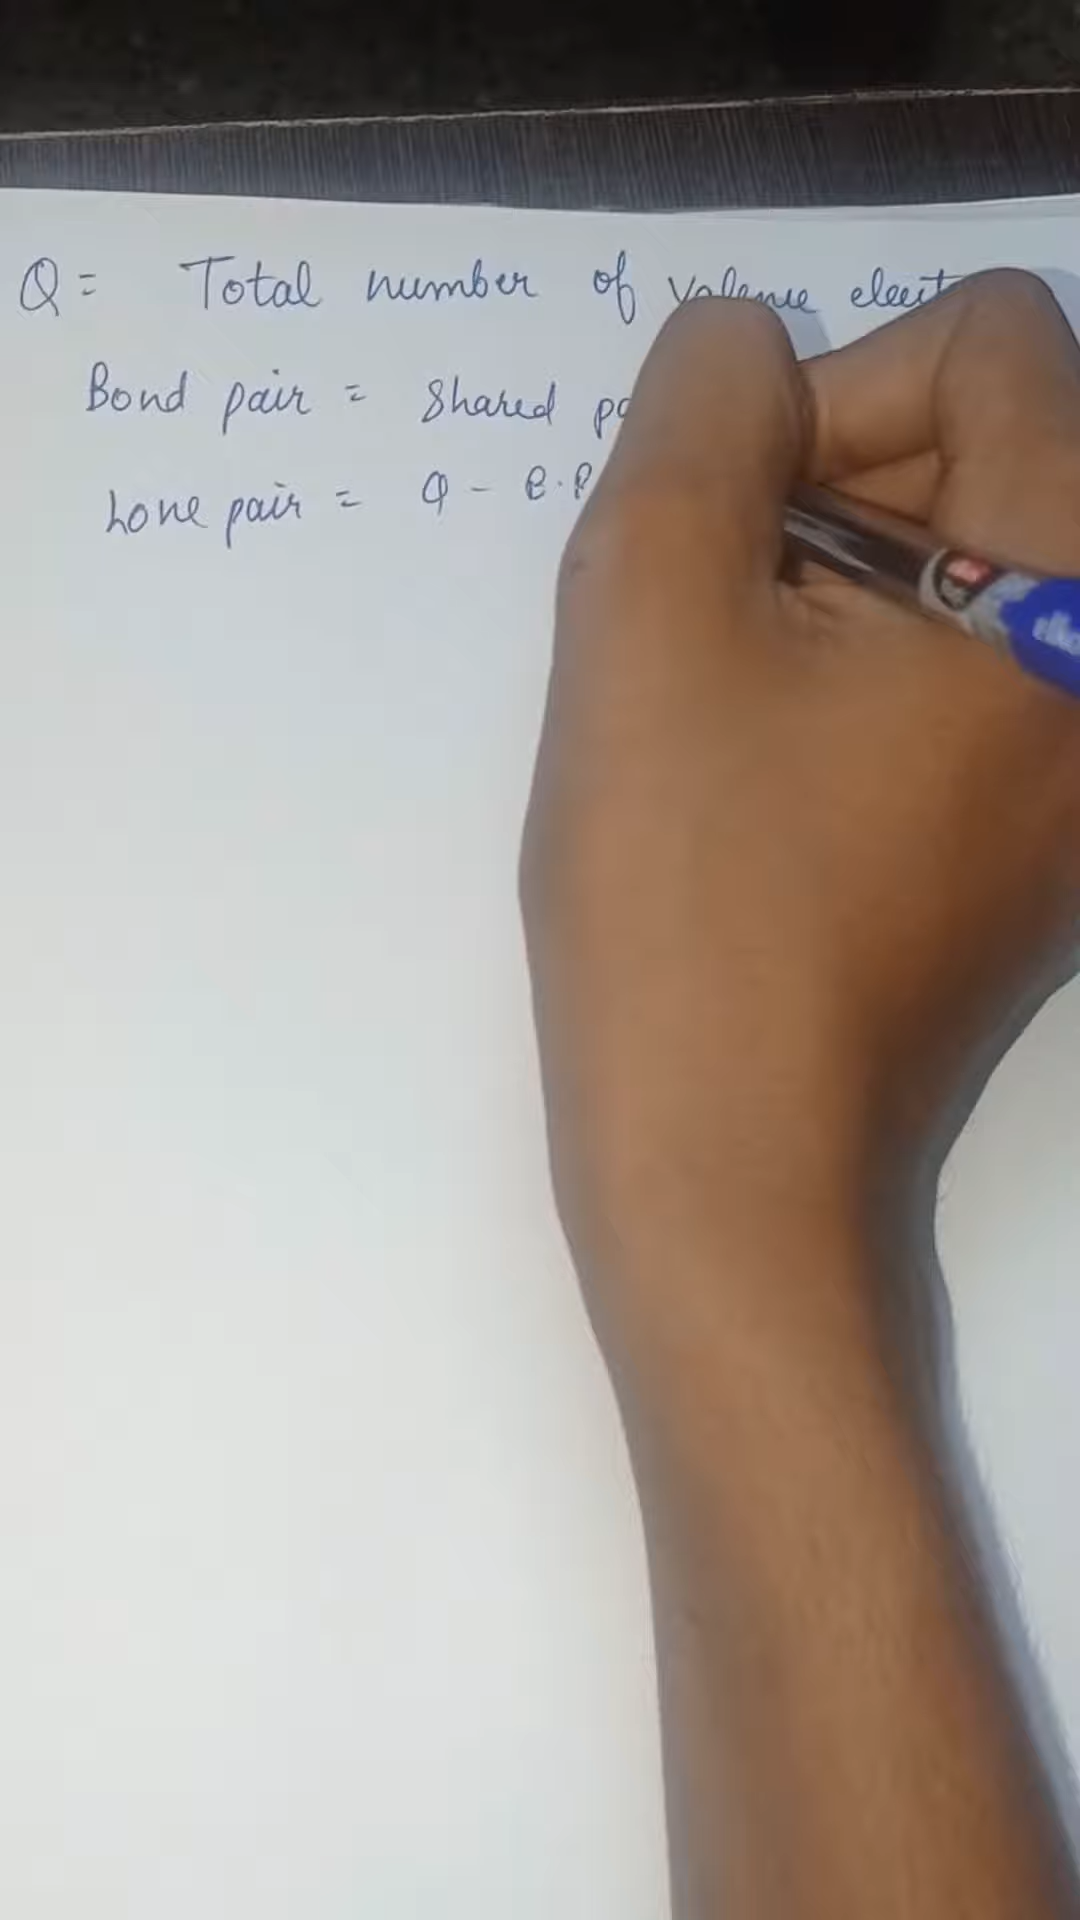 Q = Total number of valence
Bond pair = Shared
Lone pair = Q -